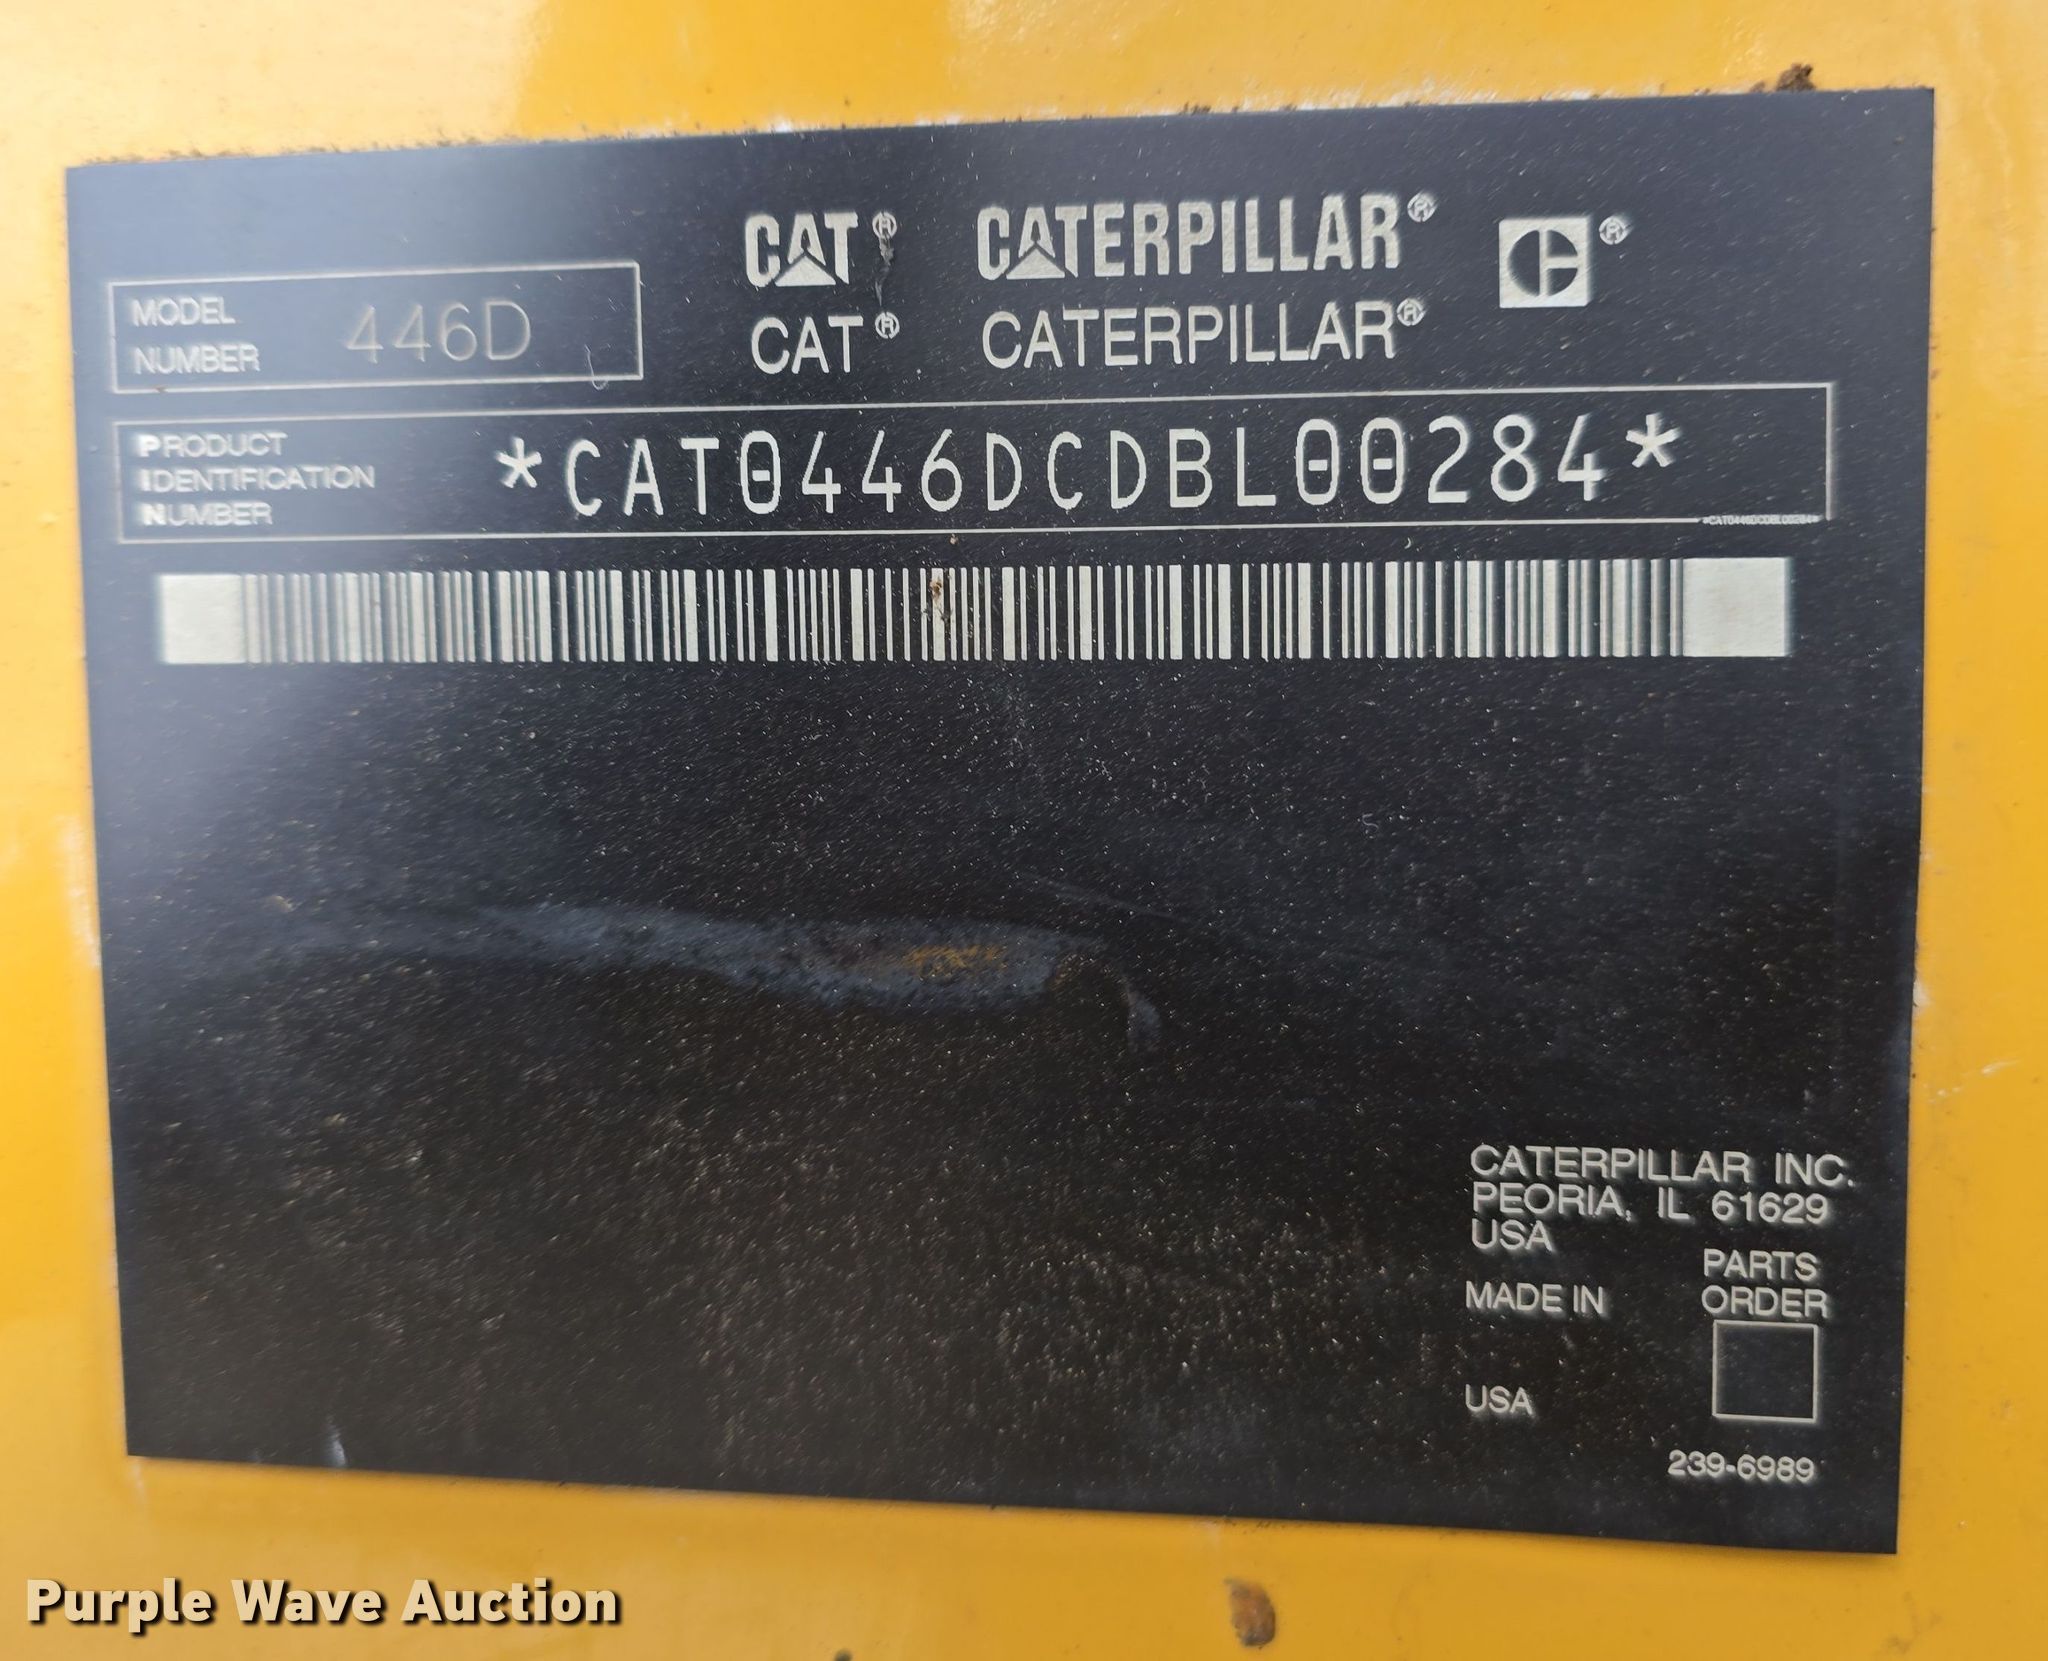 MODEL
NUMBER
446D
CAT® CATERPILLAR® ®
CAT® CATERPILLAR®
PRODUCT
IDENTIFICATION
NUMBER
*CAT0446DCDBL00284*
*CAT0446DCDBL00284*
CATERPILLAR INC.
PEORIA, IL 61629
USA
MADE IN
USA
PARTS
ORDER
239-6989
Purple Wave Auction